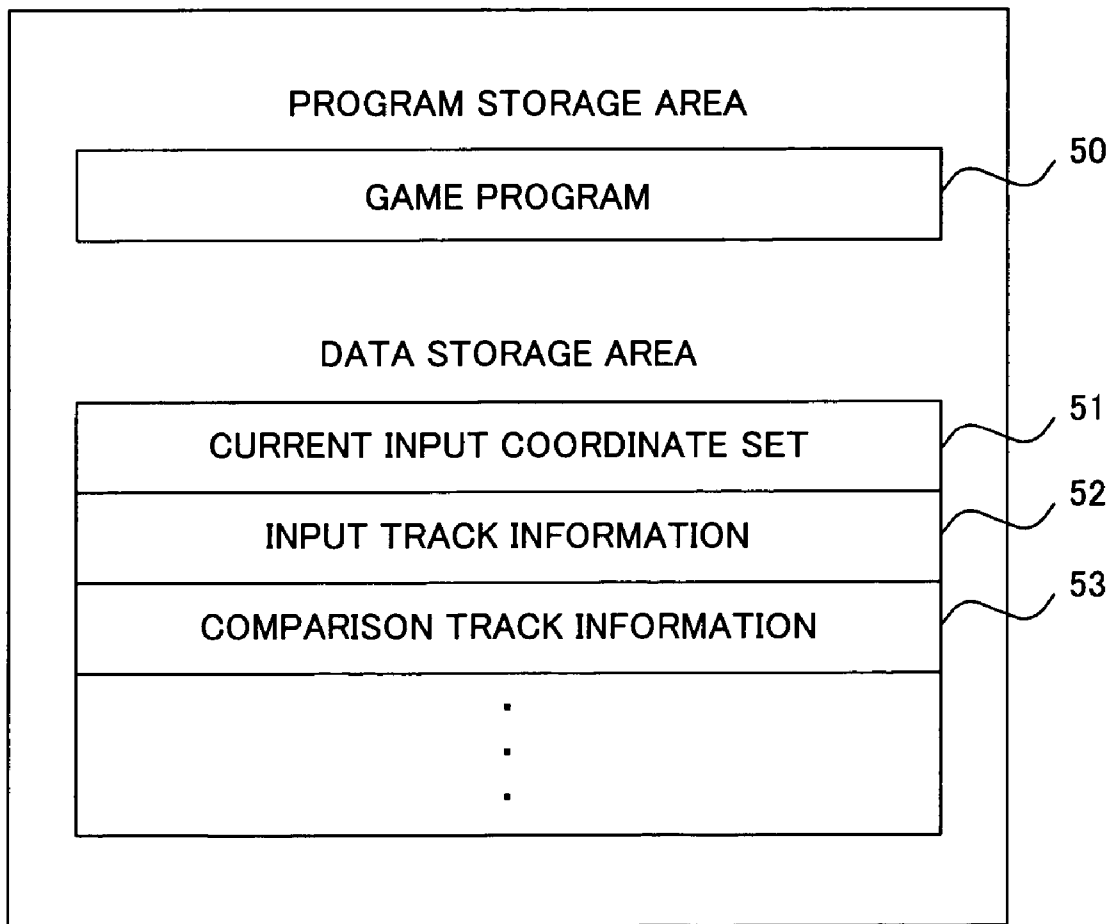 PROGRAM STORAGE AREA
GAME PROGRAM
50
DATA STORAGE AREA
CURRENT INPUT COORDINATE SET
51
INPUT TRACK INFORMATION
52
COMPARISON TRACK INFORMATION
53